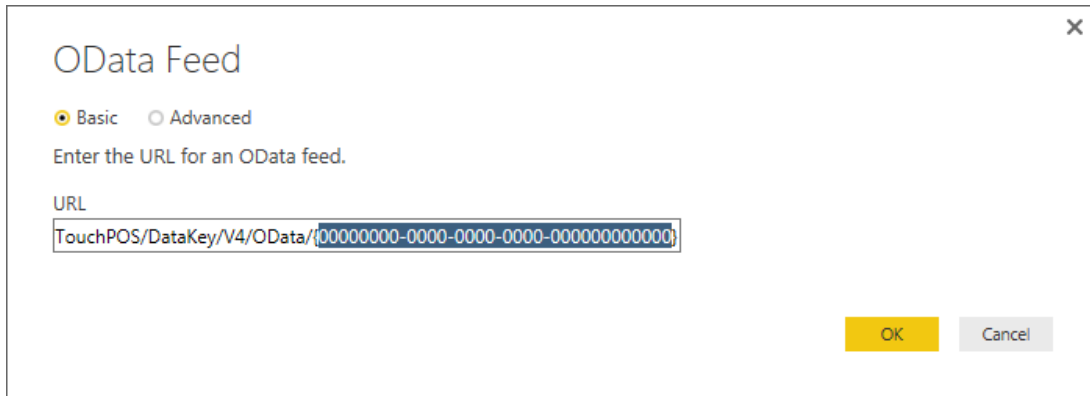 OData Feed
Basic Advanced
Enter the URL for an OData feed.
URL
TouchPOS/DataKey/V4/OData/{00000000-0000-0000-0000-000000000000}
OK Cancel